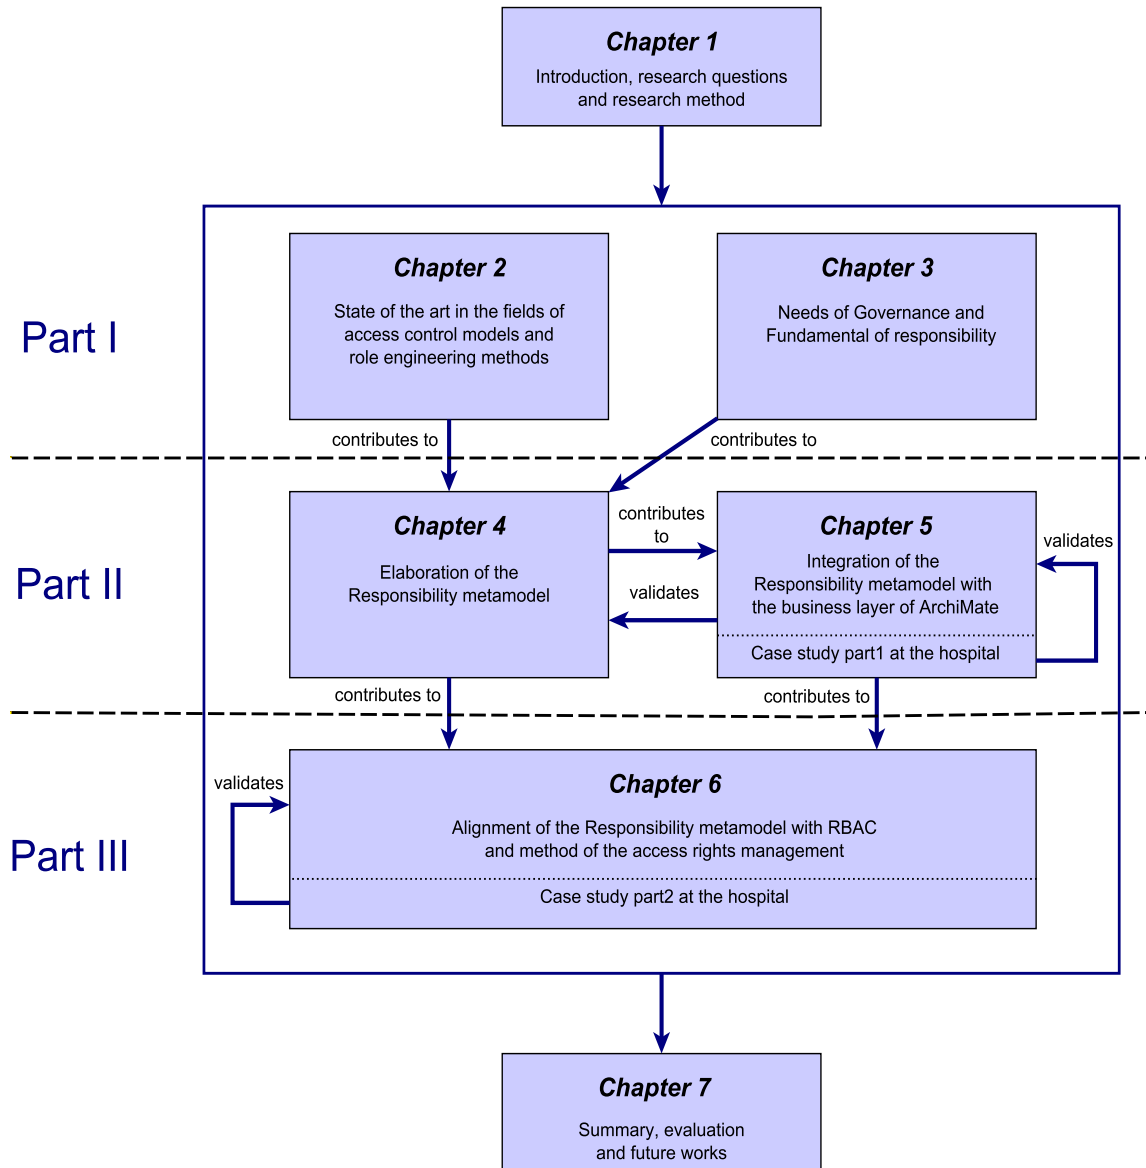 Chapter 1
Introduction, research questions
and research method
Part I
Chapter 2
State of the art in the fields of
access control models and
role engineering methods
Chapter 3
Needs of Governance and
Fundamental of responsibility
contributes to
contributes to
Part II
Chapter 4
Elaboration of the
Responsibility metamodel
contributes
to
validates
Chapter 5
Integration of the
Responsibility metamodel with
the business layer of ArchiMate
Case study part1 at the hospital
validates
contributes to
contributes to
Part III
validates
Chapter 6
Alignment of the Responsibility metamodel with RBAC
and method of the access rights management
Case study part2 at the hospital
Chapter 7
Summary, evaluation
and future works